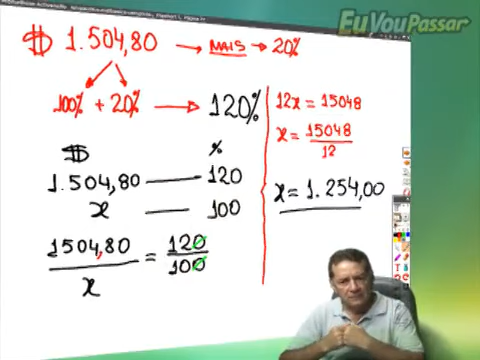 EuVouPassar
$ 1.504,80 → MAIS → 20%
100% + 20% → 120%
$ %
1.504,80 — 120
x — 100
1504,80 / x = 120 / 100
12x = 15048
x = 15048 / 12
x = 1.254,00